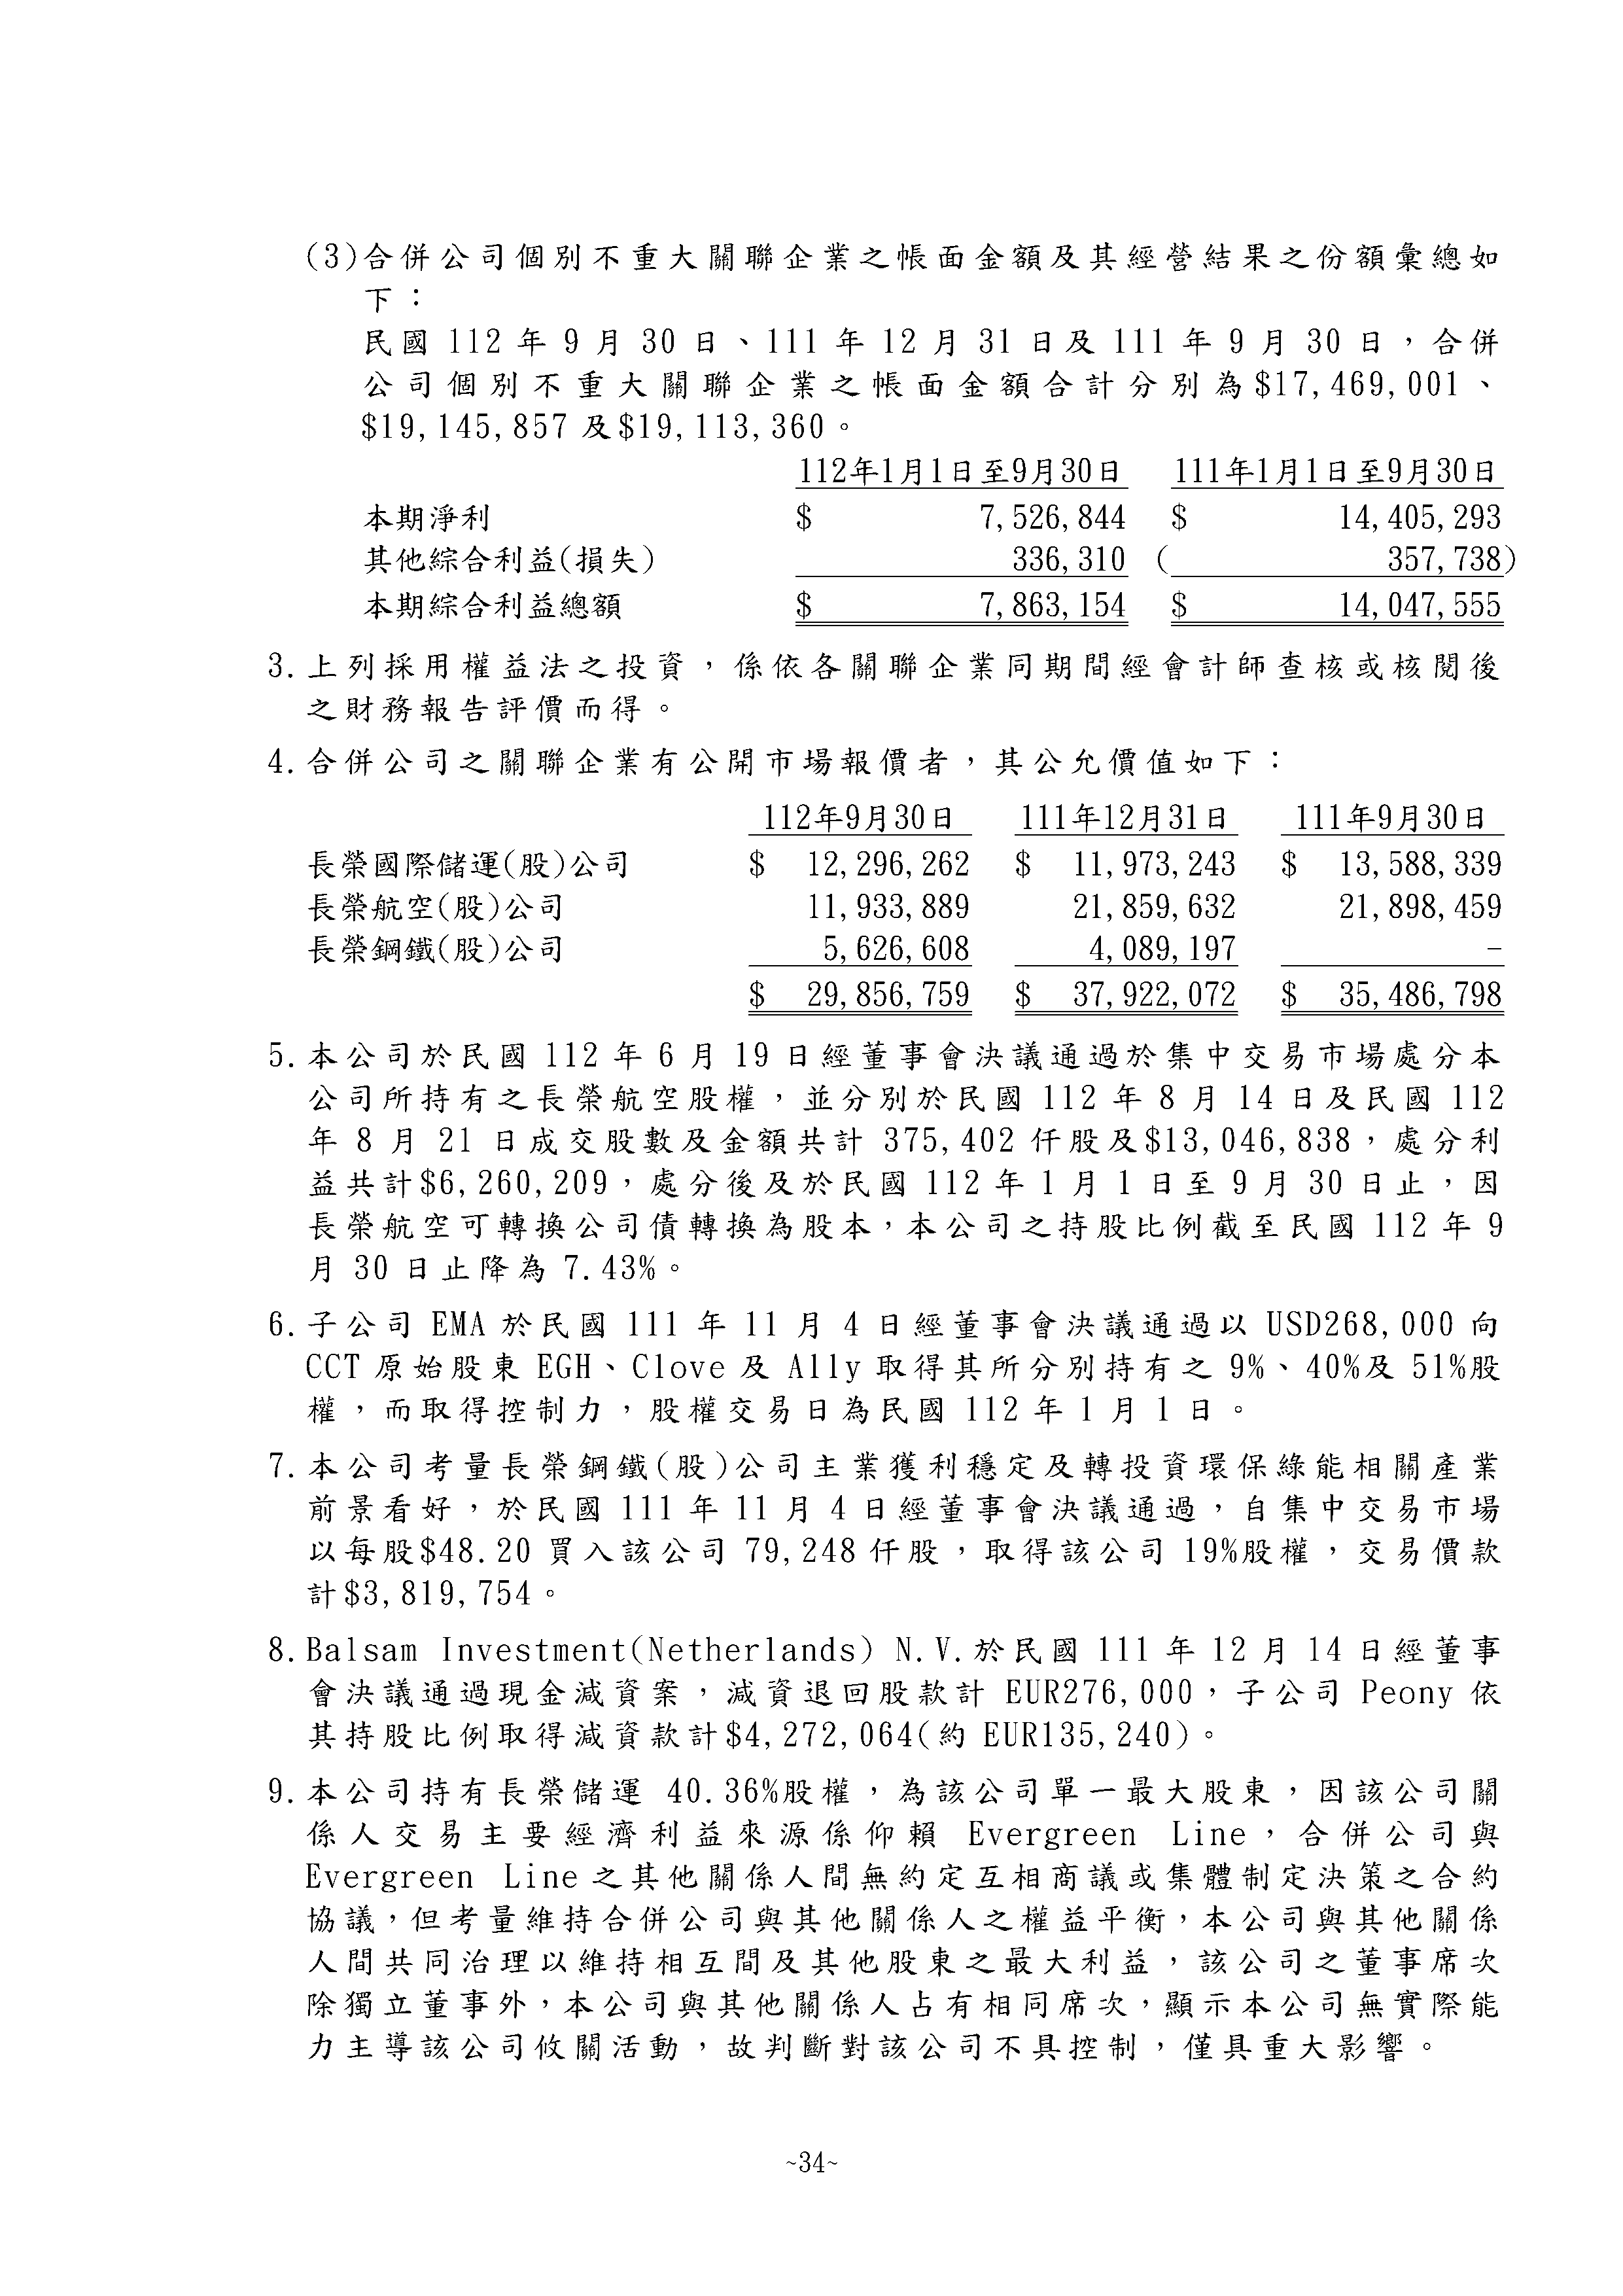 (3)合併公司個別不重大關聯企業之帳面金額及其經營結果之份額彙總如
下：
民國 112 年 9 月 30 日、111 年 12 月 31 日及 111 年 9 月 30 日，合併
公司個別不重大關聯企業之帳面金額合計分別為$17,469,001、
$19,145,857 及$19,113,360。
112年1月1日至9月30日 111年1月1日至9月30日
本期淨利 $ 7,526,844 $ 14,405,293
其他綜合利益(損失) 336,310 ( 357,738)
本期綜合利益總額 $ 7,863,154 $ 14,047,555
3.上列採用權益法之投資，係依各關聯企業同期間經會計師查核或核閱後
之財務報告評價而得。
4.合併公司之關聯企業有公開市場報價者，其公允價值如下：
112年9月30日 111年12月31日 111年9月30日
長榮國際儲運(股)公司 $ 12,296,262 $ 11,973,243 $ 13,588,339
長榮航空(股)公司 11,933,889 21,859,632 21,898,459
長榮鋼鐵(股)公司 5,626,608 4,089,197 -
$ 29,856,759 $ 37,922,072 $ 35,486,798
5.本公司於民國 112 年 6 月 19 日經董事會決議通過於集中交易市場處分本
公司所持有之長榮航空股權，並分別於民國 112 年 8 月 14 日及民國 112
年 8 月 21 日成交股數及金額共計 375,402 仟股及$13,046,838，處分利
益共計$6,260,209，處分後及於民國 112 年 1 月 1 日至 9 月 30 日止，因
長榮航空可轉換公司債轉換為股本，本公司之持股比例截至民國 112 年 9
月 30 日止降為 7.43%。
6.子公司 EMA 於民國 111 年 11 月 4 日經董事會決議通過以 USD268,000 向
CCT 原始股東 EGH、Clove 及 Ally 取得其所分別持有之 9%、40%及 51%股
權，而取得控制力，股權交易日為民國 112 年 1 月 1 日。
7.本公司考量長榮鋼鐵(股)公司主業獲利穩定及轉投資環保綠能相關產業
前景看好，於民國 111 年 11 月 4 日經董事會決議通過，自集中交易市場
以每股$48.20 買入該公司 79,248 仟股，取得該公司 19%股權，交易價款
計$3,819,754。
8.Balsam Investment(Netherlands) N.V.於民國 111 年 12 月 14 日經董事
會決議通過現金減資案，減資退回股款計 EUR276,000，子公司 Peony 依
其持股比例取得減資款計$4,272,064(約 EUR135,240)。
9.本公司持有長榮儲運 40.36%股權，為該公司單一最大股東，因該公司關
係人交易主要經濟利益來源係仰賴 Evergreen Line，合併公司與
Evergreen Line 之其他關係人間無約定互相商議或集體制定決策之合約
協議，但考量維持合併公司與其他關係人之權益平衡，本公司與其他關係
人間共同治理以維持相互間及其他股東之最大利益，該公司之董事席次
除獨立董事外，本公司與其他關係人占有相同席次，顯示本公司無實際能
力主導該公司攸關活動，故判斷對該公司不具控制，僅具重大影響。
~34~